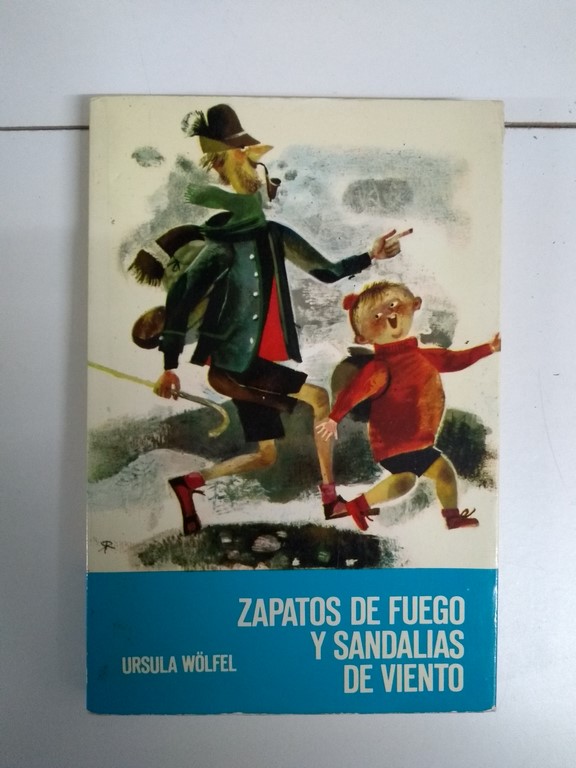 ZAPATOS DE FUEGO
Y SANDALIAS
DE VIENTO
URSULA WÖLFEL